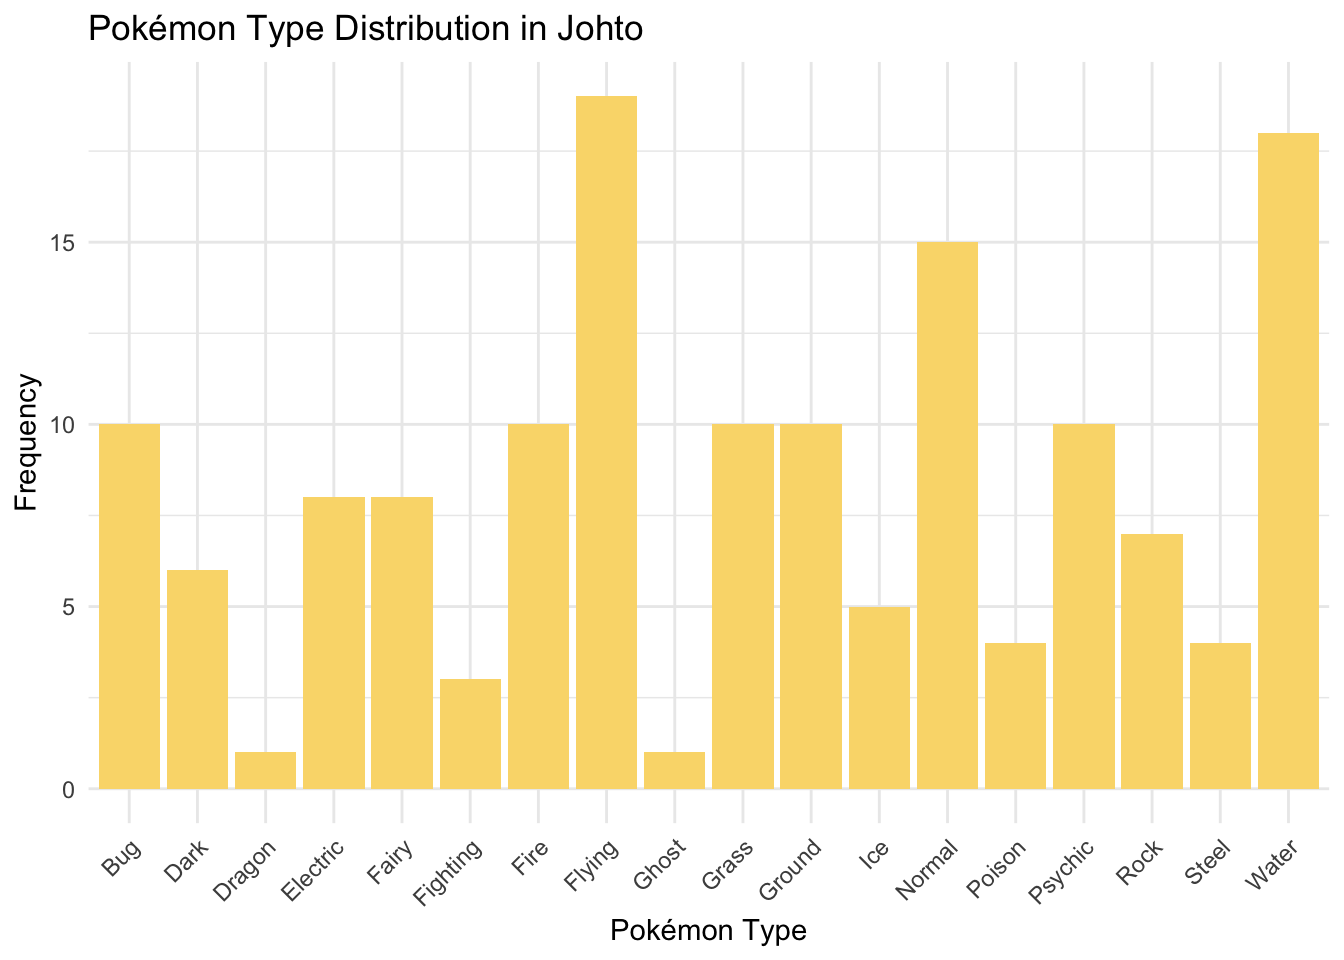 Pokémon Type Distribution in Johto
Frequency
15
10
5
0
Bug
Dark
Dragon
Electric
Fairy
Fighting
Fire
Flying
Ghost
Grass
Ground
Ice
Normal
Poison
Psychic
Rock
Steel
Water
Pokémon Type